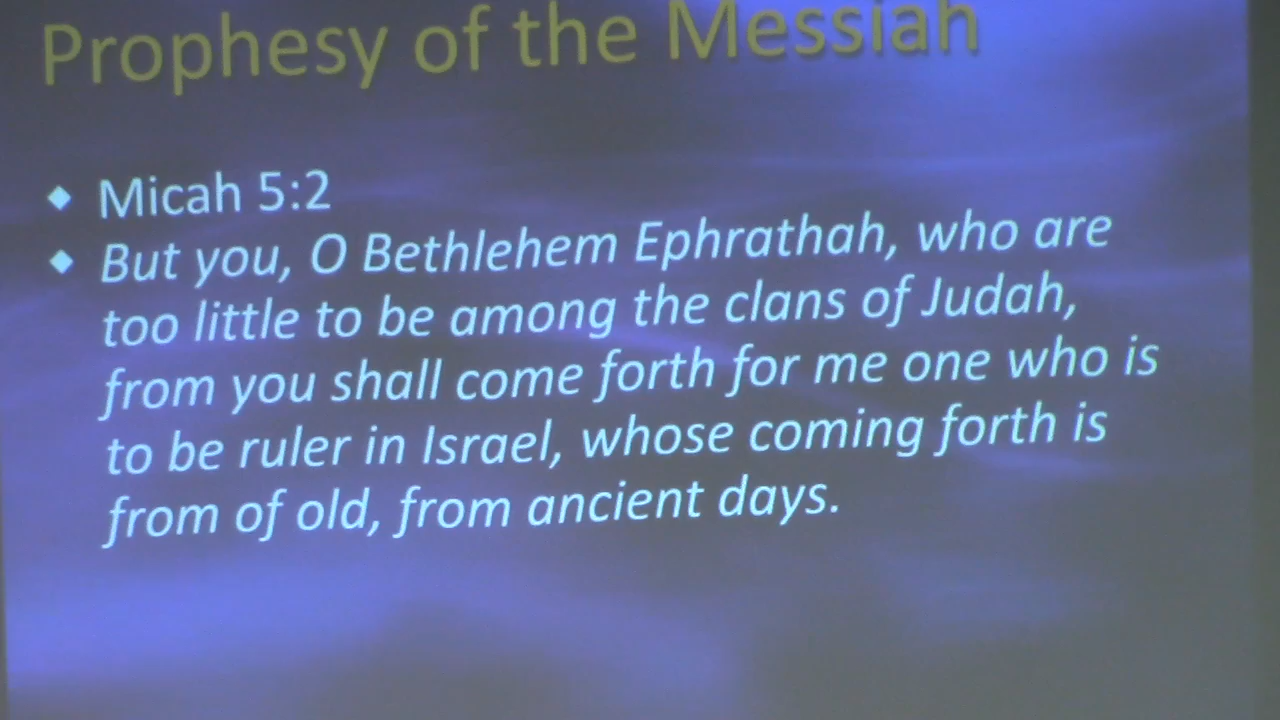 Prophesy of the Messiah
Micah 5:2
But you, O Bethlehem Ephrathah, who are
too little to be among the clans of Judah,
from you shall come forth for me one who is
to be ruler in Israel, whose coming forth is
from of old, from ancient days.